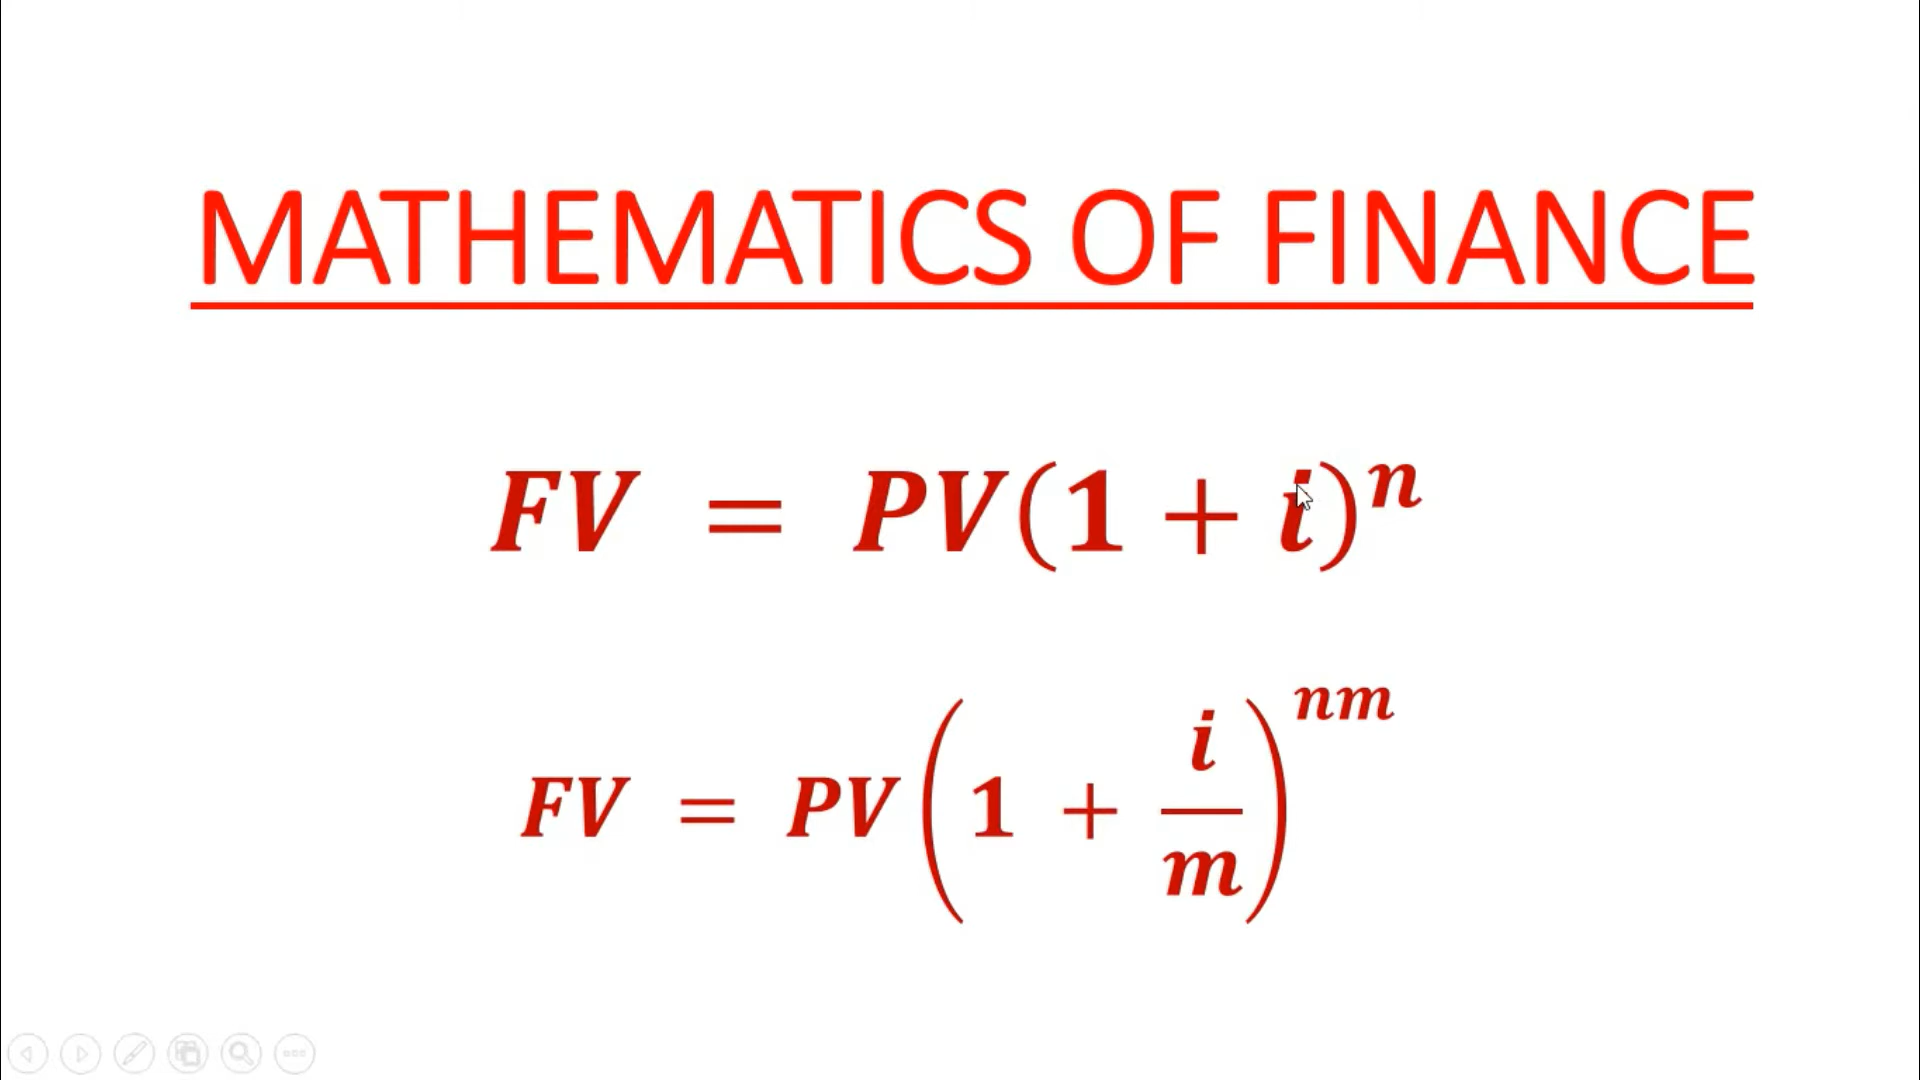 MATHEMATICS OF FINANCE
FV = PV(1 + i)^n
FV = PV(1 + i/m)^nm